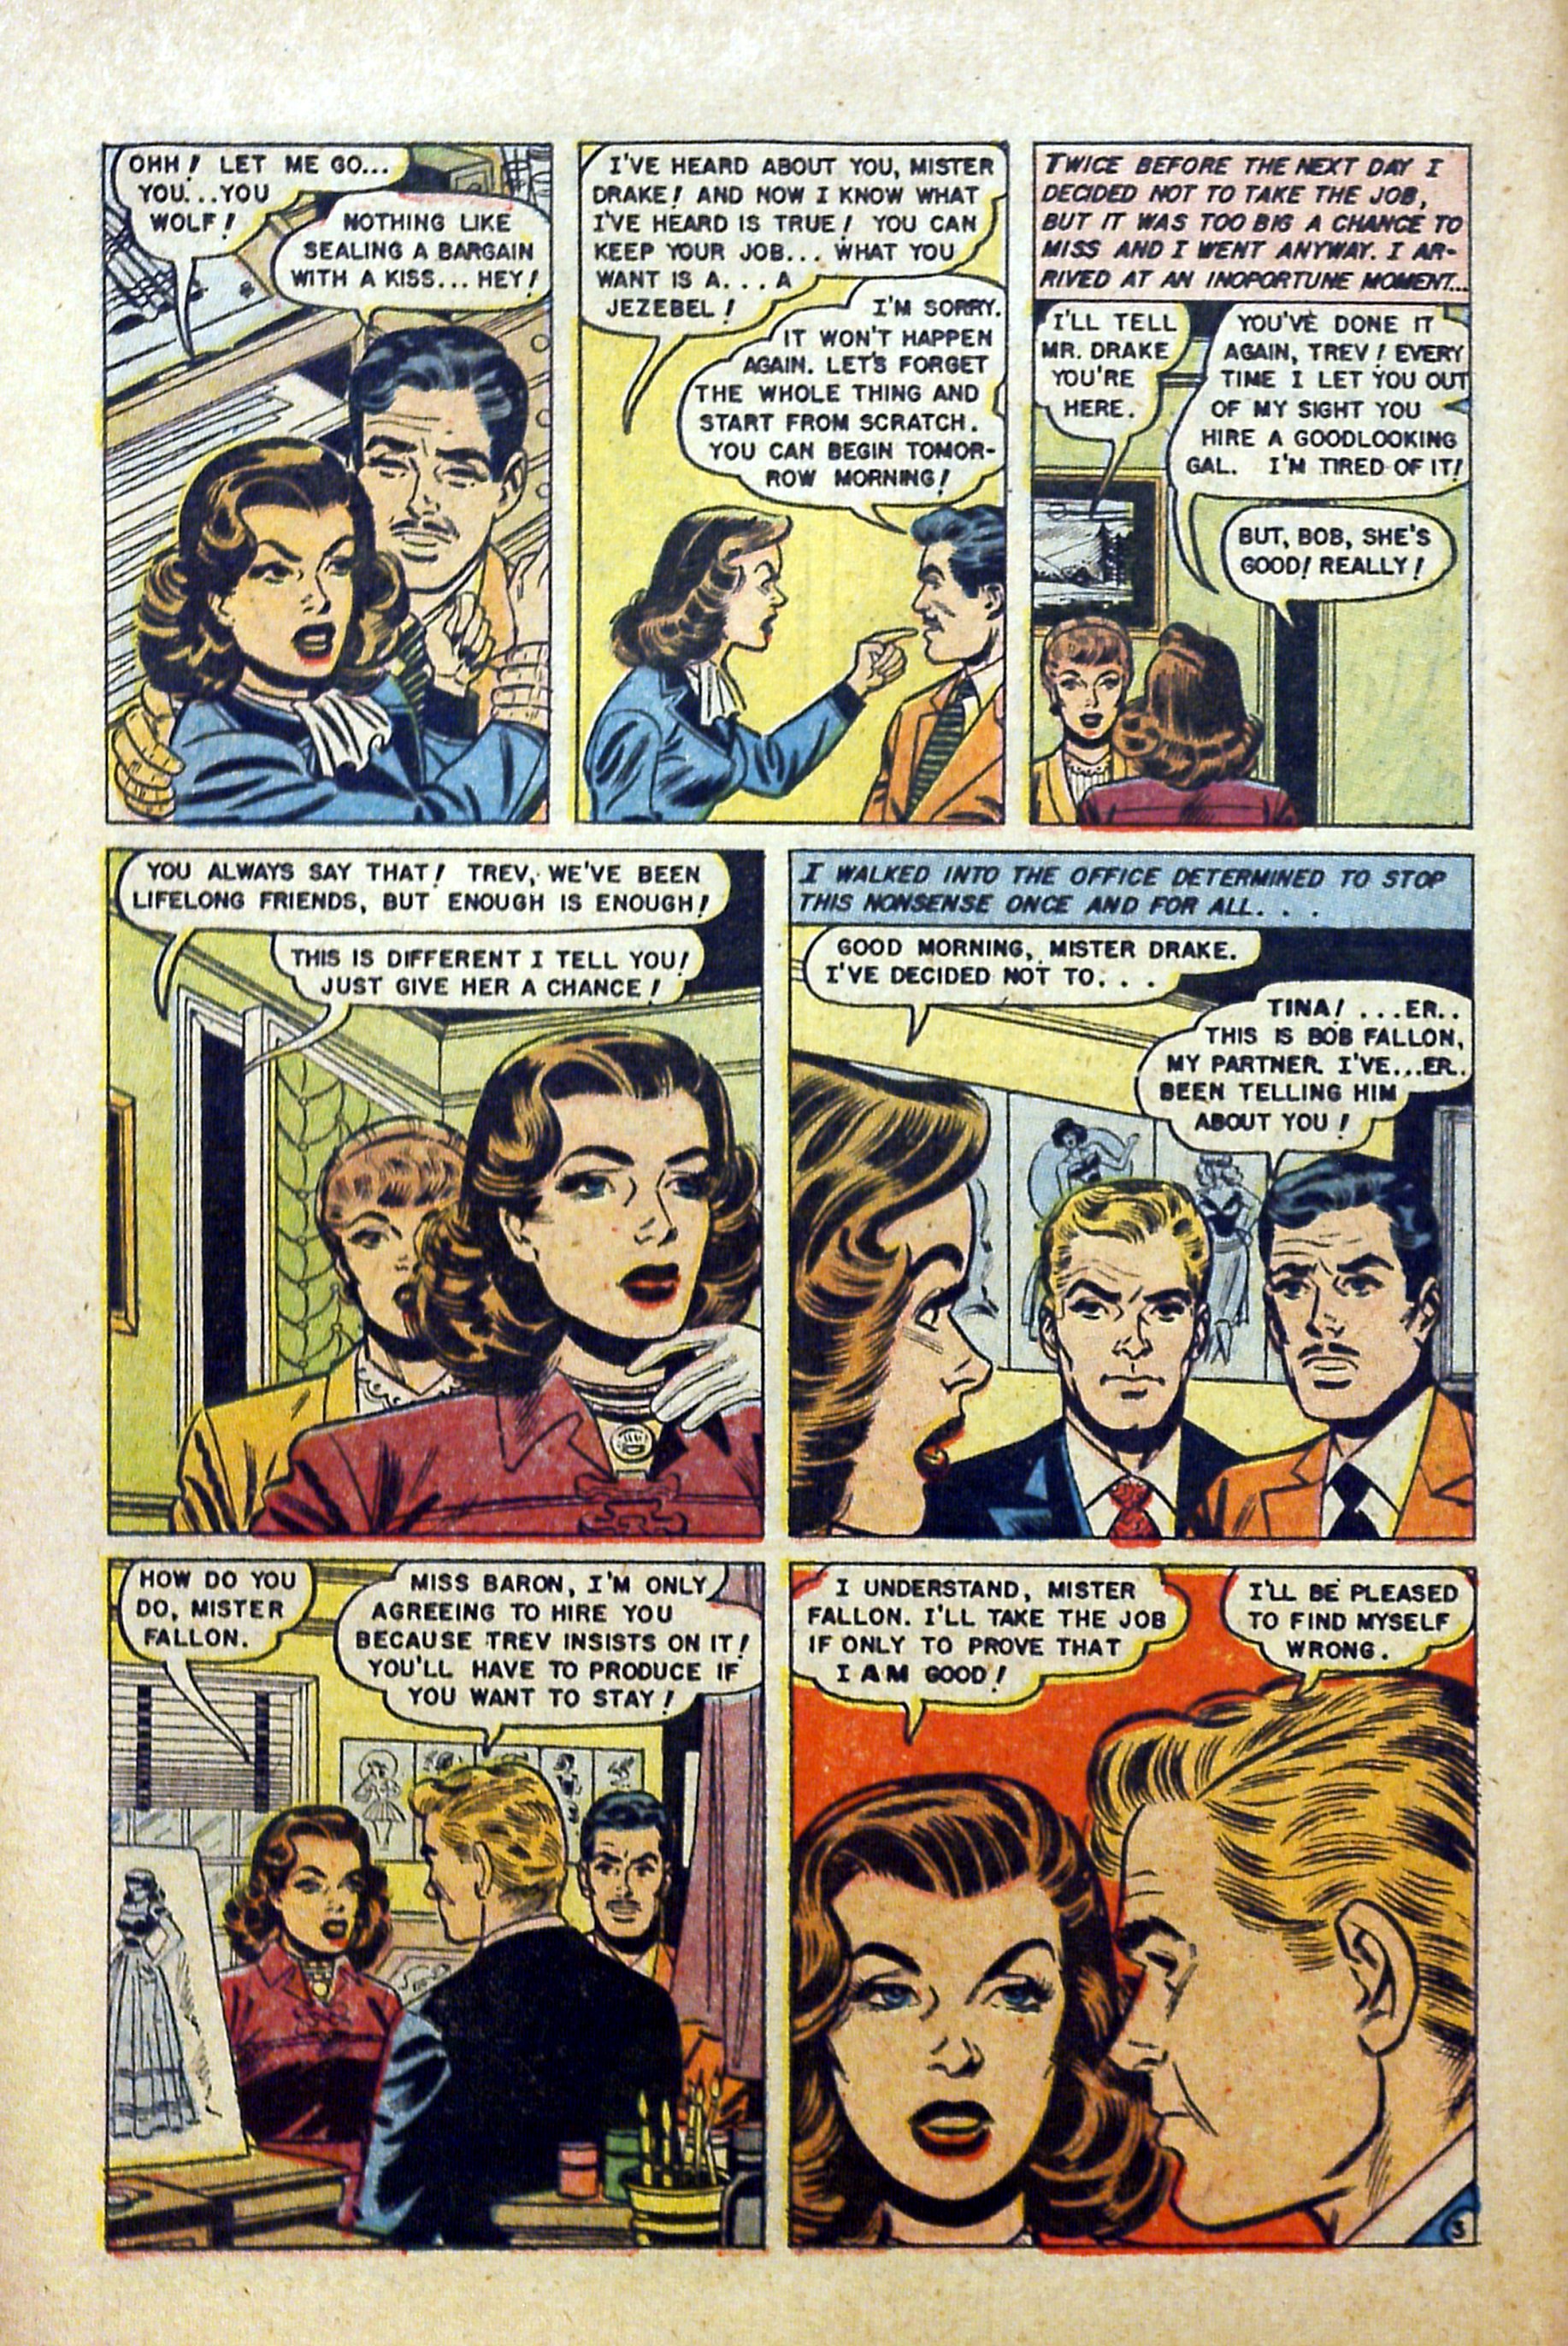 OHH! LET ME GO...
YOU...YOU
WOLF!
NOTHING LIKE
SEALING A BARGAIN
WITH A KISS... HEY!
I'VE HEARD ABOUT YOU, MISTER
DRAKE! AND NOW I KNOW WHAT
I'VE HEARD IS TRUE! YOU CAN
KEEP YOUR JOB... WHAT YOU
WANT IS A... A
JEZEBEL!
I'M SORRY.
IT WON'T HAPPEN
AGAIN. LET'S FORGET
THE WHOLE THING AND
START FROM SCRATCH.
YOU CAN BEGIN TOMOR-
ROW MORNING!
TWICE BEFORE THE NEXT DAY I
DECIDED NOT TO TAKE THE JOB,
BUT IT WAS TOO BIG A CHANCE TO
MISS AND I WENT ANYWAY. I AR-
RIVED AT AN INOPORTUNE MOMENT...
I'LL TELL
MR. DRAKE
YOU'RE
HERE.
YOU'VE DONE IT
AGAIN, TREV! EVERY
TIME I LET YOU OUT
OF MY SIGHT YOU
HIRE A GOODLOOKING
GAL. I'M TIRED OF IT!
BUT, BOB, SHE'S
GOOD! REALLY!
YOU ALWAYS SAY THAT! TREV, WE'VE BEEN
LIFELONG FRIENDS, BUT ENOUGH IS ENOUGH!
THIS IS DIFFERENT I TELL YOU!
JUST GIVE HER A CHANCE!
I WALKED INTO THE OFFICE DETERMINED TO STOP
THIS NONSENSE ONCE AND FOR ALL...
GOOD MORNING, MISTER DRAKE.
I'VE DECIDED NOT TO...
TINA! ...ER..
THIS IS BOB FALLON,
MY PARTNER. I'VE...ER..
BEEN TELLING HIM
ABOUT YOU!
HOW DO YOU
DO, MISTER
FALLON.
MISS BARON, I'M ONLY
AGREEING TO HIRE YOU
BECAUSE TREV INSISTS ON IT!
YOU'LL HAVE TO PRODUCE IF
YOU WANT TO STAY!
I UNDERSTAND, MISTER
FALLON. I'LL TAKE THE JOB
IF ONLY TO PROVE THAT
I AM GOOD!
I'LL BE PLEASED
TO FIND MYSELF
WRONG.
3